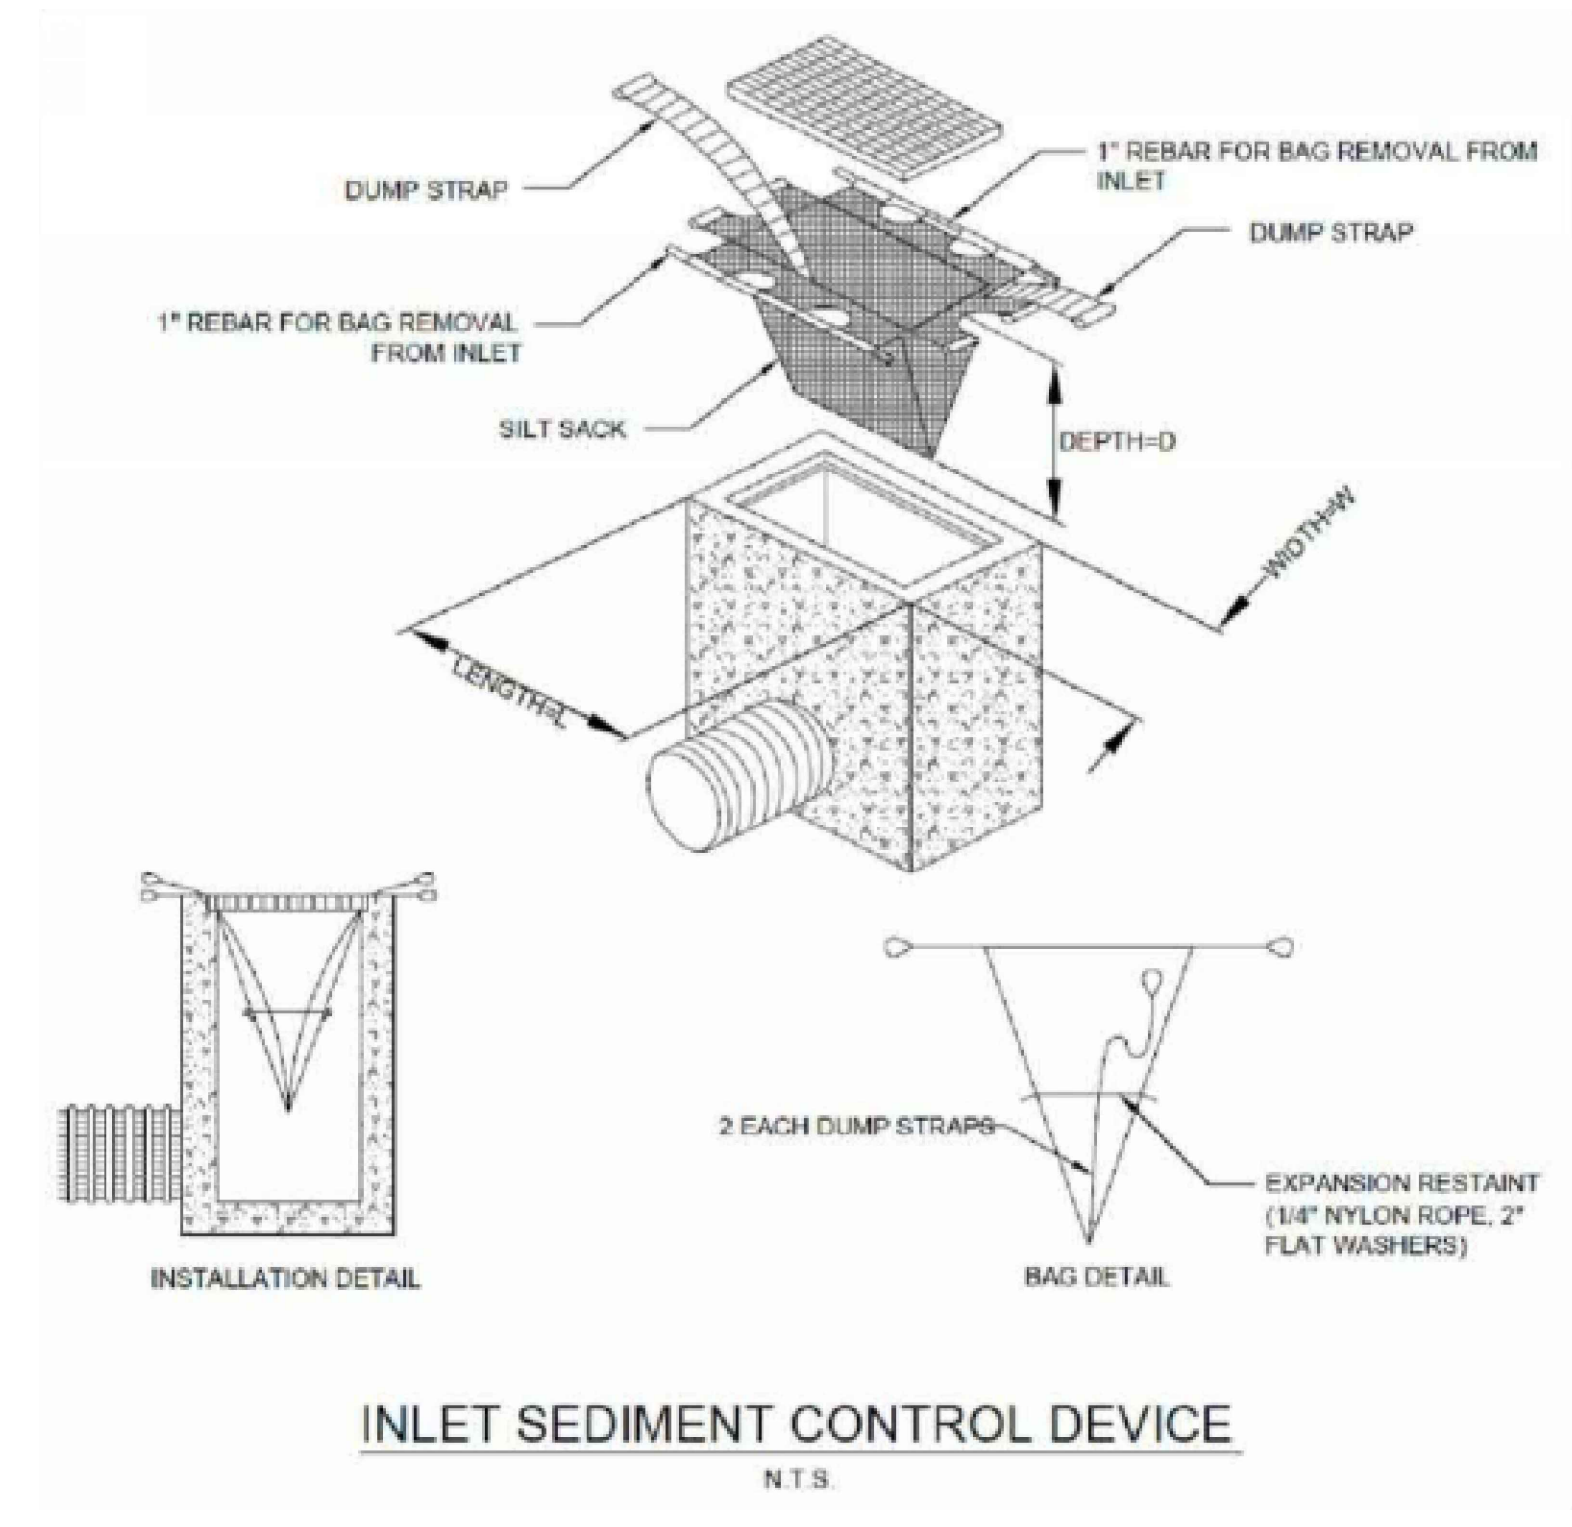 1" REBAR FOR BAG REMOVAL FROM
INLET
DUMP STRAP
DUMP STRAP
1" REBAR FOR BAG REMOVAL
FROM INLET
SILT SACK
DEPTH=D
WIDTH=W
LENGTH=L
2 EACH DUMP STRAPS
EXPANSION RESTAINT
(1/4" NYLON ROPE, 2"
FLAT WASHERS)
INSTALLATION DETAIL
BAG DETAIL
INLET SEDIMENT CONTROL DEVICE
N.T.S.